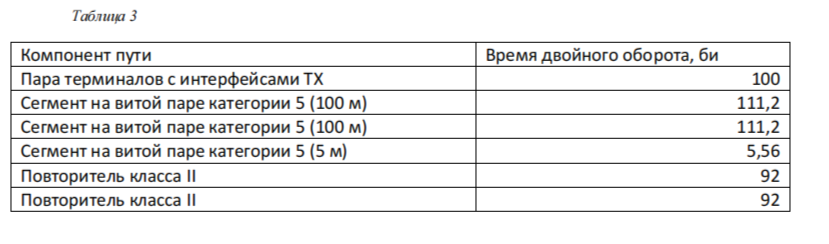 Таблица 3
Компонент пути Время двойного оборота, би
Пара терминалов с интерфейсами TX 100
Сегмент на витой паре категории 5 (100 м) 111,2
Сегмент на витой паре категории 5 (100 м) 111,2
Сегмент на витой паре категории 5 (5 м) 5,56
Повторитель класса II 92
Повторитель класса II 92